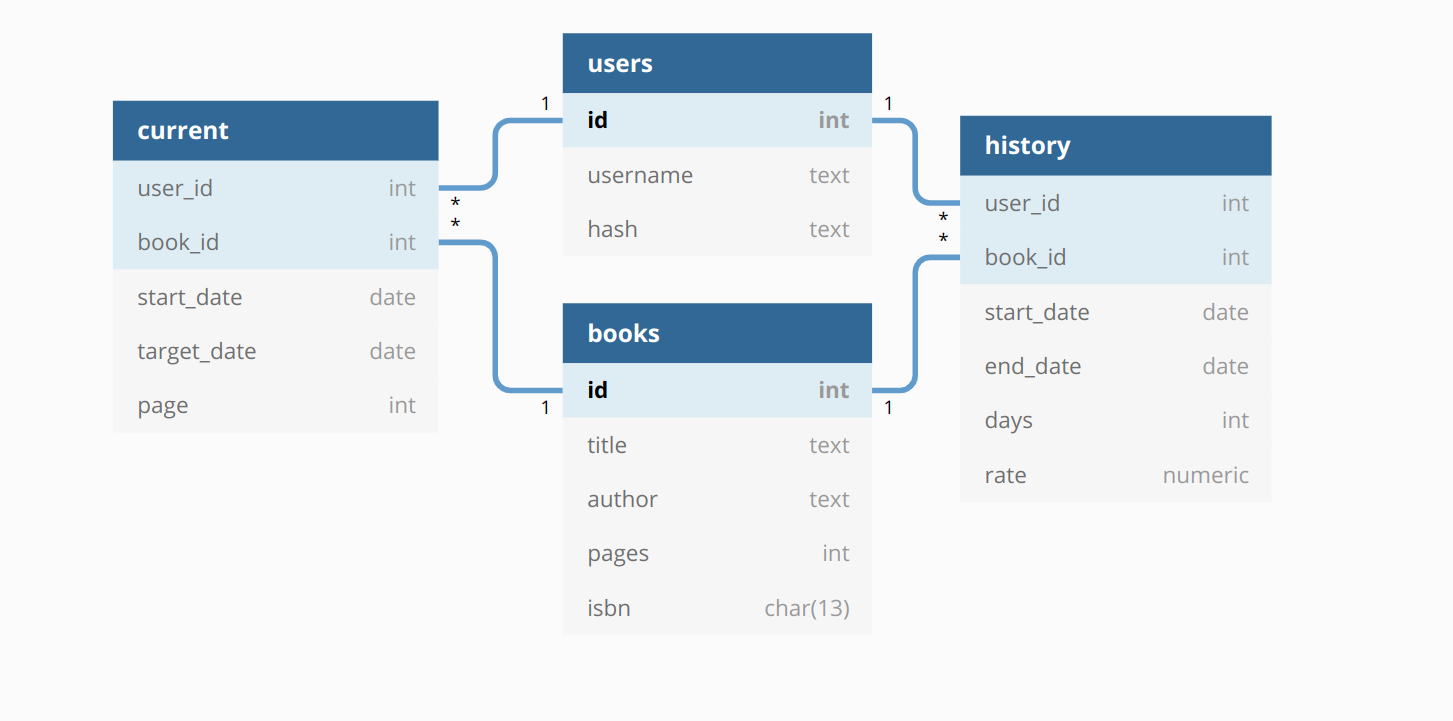 users
1
id int
1
username text
hash text
current
user_id int
*
*
book_id int
start_date date
target_date date
page int
history
user_id int
*
*
book_id int
start_date date
end_date date
days int
rate numeric
books
id int
1
1
title text
author text
pages int
isbn char(13)